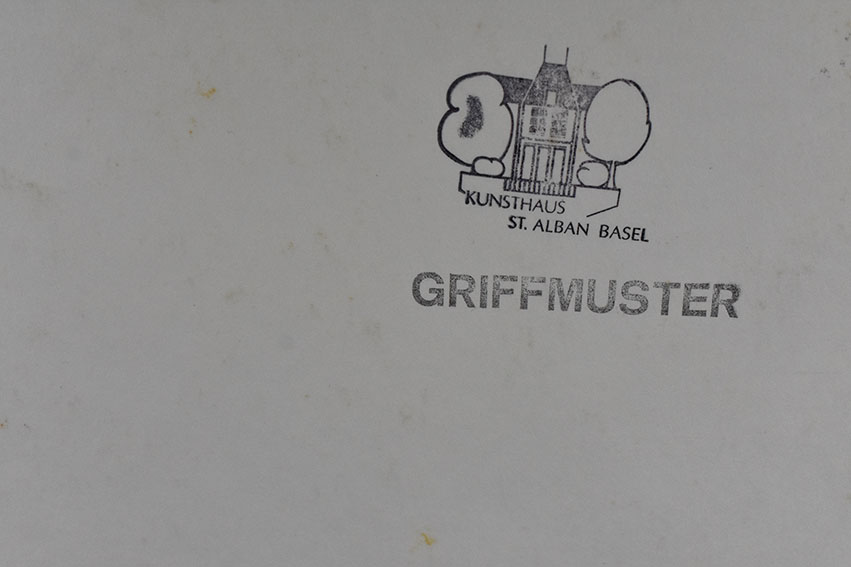 KUNSTHAUS
ST. ALBAN BASEL
GRIFFMUSTER